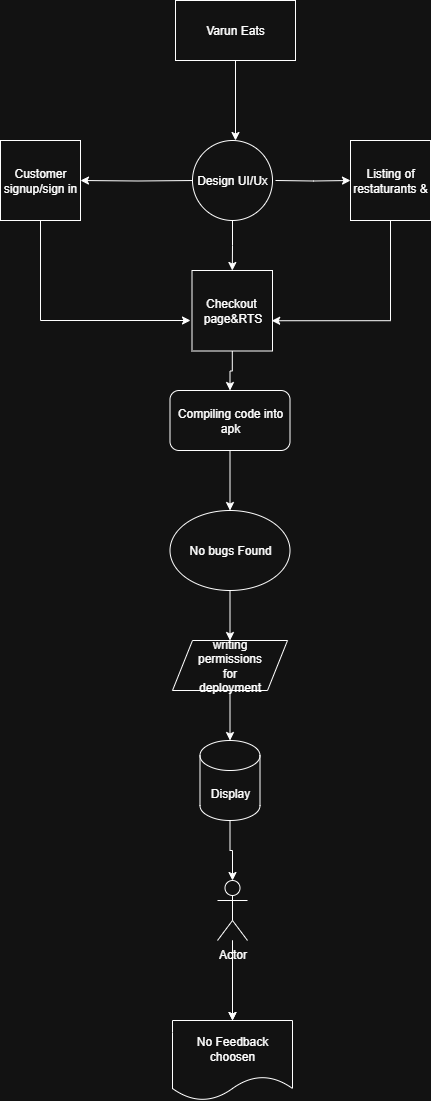 Varun Eats
Customer
signup/sign in
Design UI/Ux
Listing of
restaturants &
Checkout
page&RTS
Compiling code into
apk
No bugs Found
writing
permissions
for
deployment
Display
Actor
No Feedback
choosen